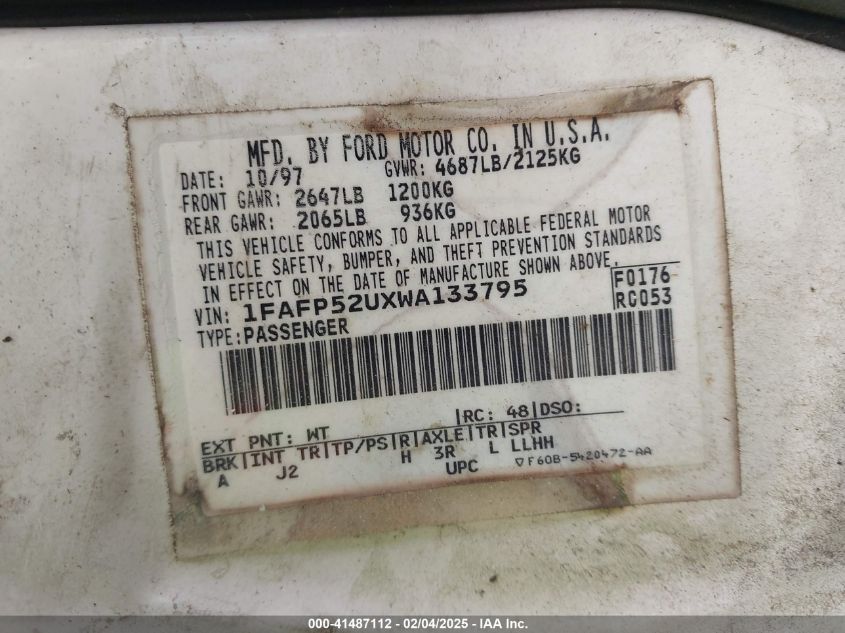 MFD. BY FORD MOTOR CO. IN U.S.A.
DATE: 10/97 GVWR: 4687LB/2125KG
FRONT GAWR: 2647LB 1200KG
REAR GAWR: 2065LB 936KG
THIS VEHICLE CONFORMS TO ALL APPLICABLE FEDERAL MOTOR
VEHICLE SAFETY, BUMPER, AND THEFT PREVENTION STANDARDS
IN EFFECT ON THE DATE OF MANUFACTURE SHOWN ABOVE.
VIN: 1FAFP52UXWA133795 F0176
TYPE: PASSENGER RG053
EXT PNT: WT RC: 48 DSO:
BRK INT TR TP/PS R AXLE TR SPR
A J2 H 3R L LLHH
UPC ▽F60B-5420472-AA
000-41487112 - 02/04/2025 - IAA Inc.